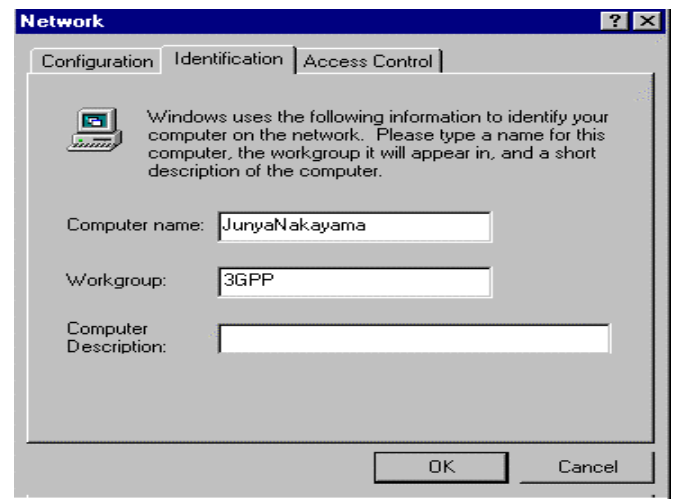 Network
Configuration Identification Access Control
Windows uses the following information to identify your
computer on the network. Please type a name for this
computer, the workgroup it will appear in, and a short
description of the computer.
Computer name: JunyaNakayama
Workgroup: 3GPP
Computer
Description:
OK Cancel